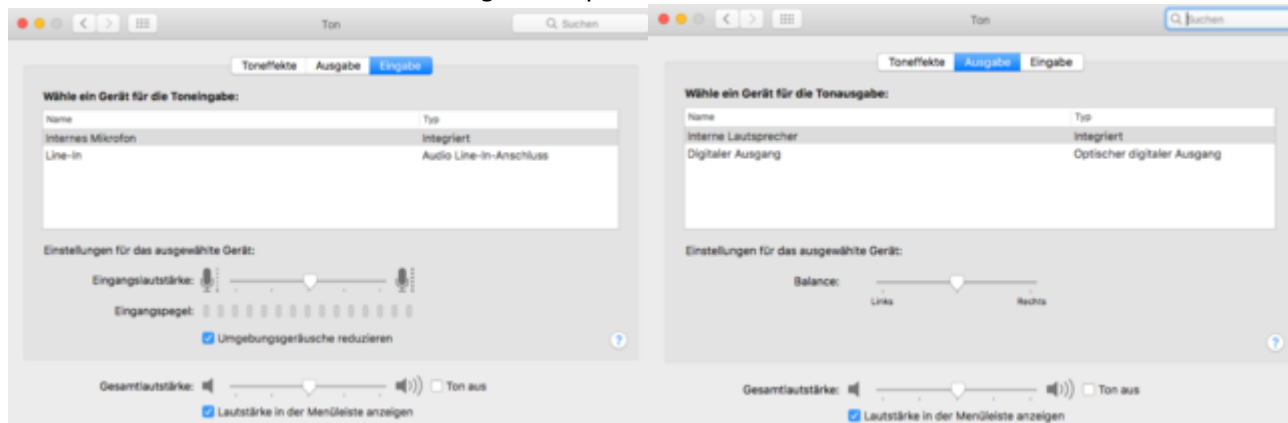 Ton
Suchen
Toneffekte Ausgabe Eingabe
Wähle ein Gerät für die Toneingabe:
Name Typ
Internes Mikrofon Integriert
Line-In Audio Line-In-Anschluss
Einstellungen für das ausgewählte Gerät:
Eingangslautstärke:
Eingangspegel:
Umgebungsgeräusche reduzieren
?
Gesamtlautstärke: Ton aus
Lautstärke in der Menüleiste anzeigen
Ton
Suchen
Toneffekte Ausgabe Eingabe
Wähle ein Gerät für die Tonausgabe:
Name Typ
Interne Lautsprecher Integriert
Digitaler Ausgang Optischer digitaler Ausgang
Einstellungen für das ausgewählte Gerät:
Balance:
Links Rechts
?
Gesamtlautstärke: Ton aus
Lautstärke in der Menüleiste anzeigen